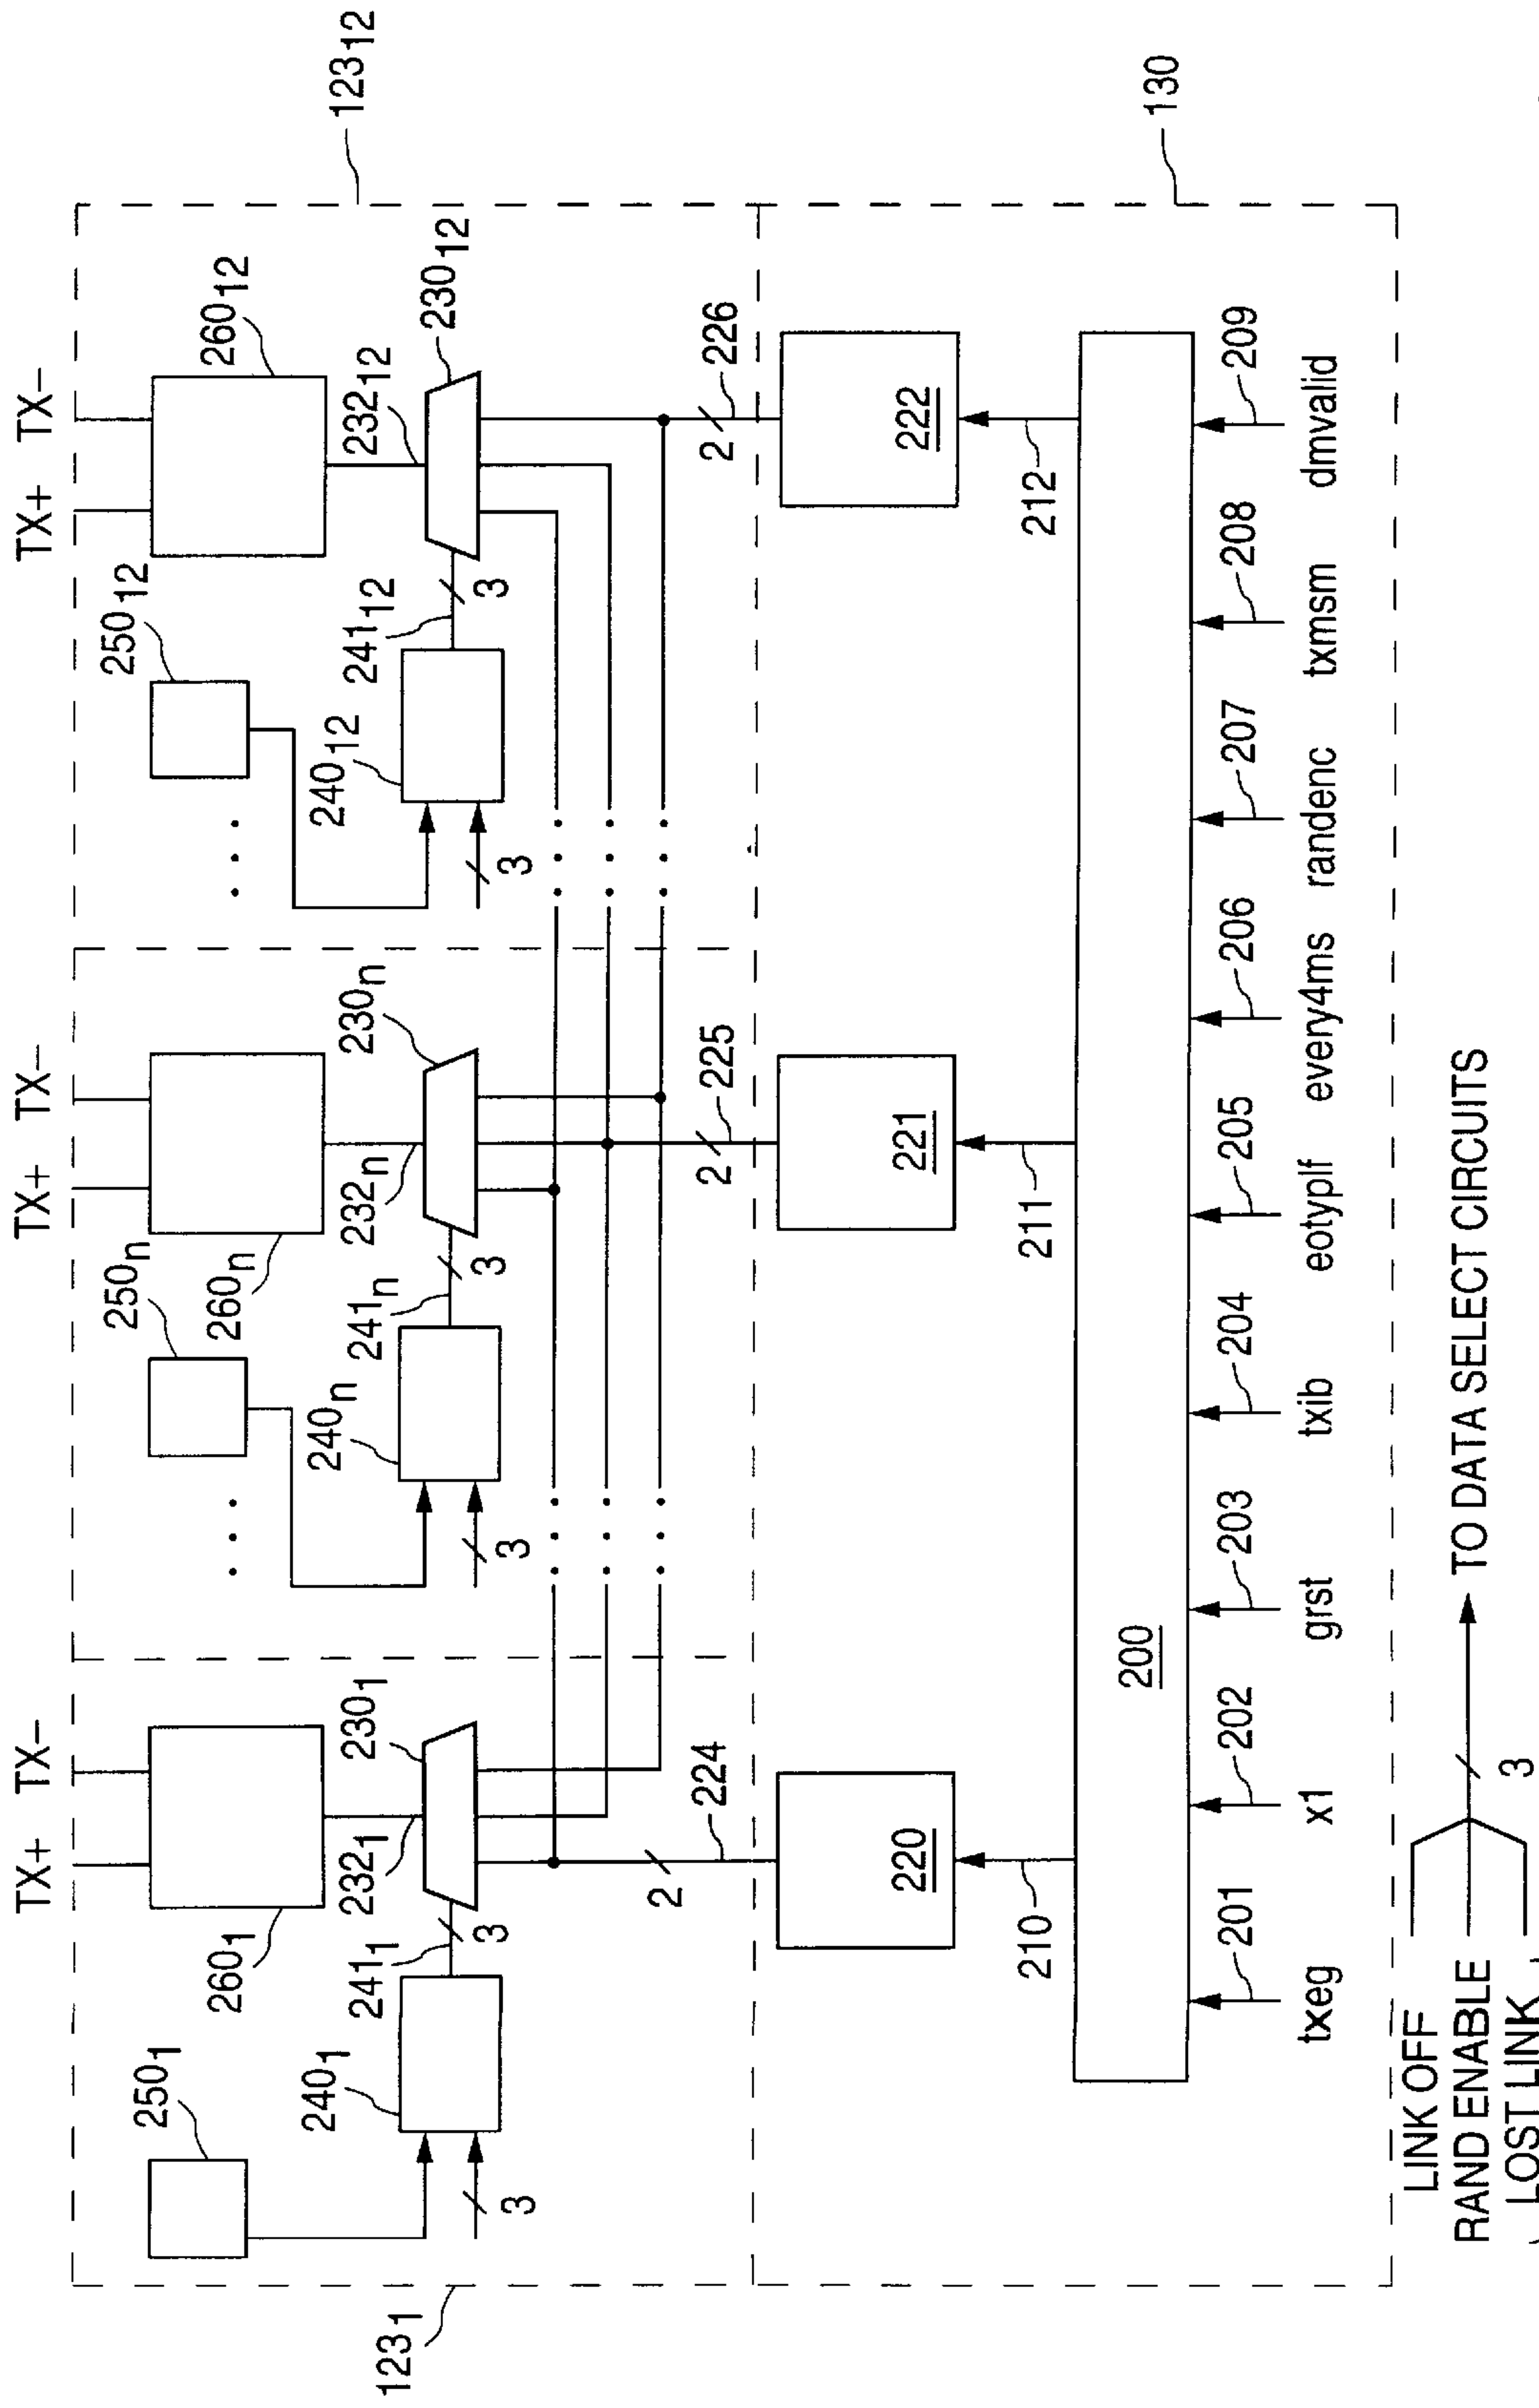 TX+ TX− TX+ TX− TX+ TX−
250₁ 260₁ 250ₙ 260ₙ 250₁₂ 260₁₂
123₁₂
240₁ 241₁ 232₁ 230₁ 240ₙ 241ₙ 232ₙ 230ₙ 240₁₂ 241₁₂ 232₁₂ 230₁₂
3 3 3 3 3 3
123₁
2 224 2 225 2 226
220 221 222
130
210 211 212
200
201 202 203 204 205 206 207 208 209
txeg x1 grst txib eotyplf every4ms randenc txmsm dmvalid
LINK OFF
RAND ENABLE
LOST LINK
3
TO DATA SELECT CIRCUITS